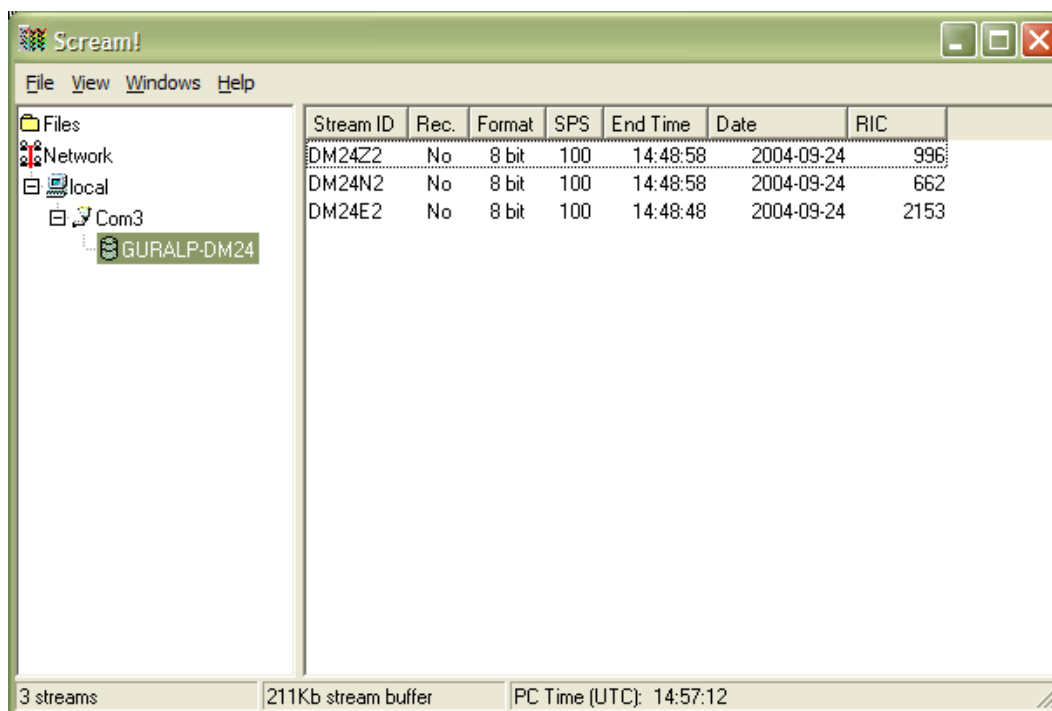 Scream!
File View Windows Help
Files
Network
local
Com3
GURALP-DM24
Stream ID Rec. Format SPS End Time Date RIC
DM24Z2 No 8 bit 100 14:48:58 2004-09-24 996
DM24N2 No 8 bit 100 14:48:58 2004-09-24 662
DM24E2 No 8 bit 100 14:48:48 2004-09-24 2153
3 streams 211Kb stream buffer PC Time (UTC): 14:57:12